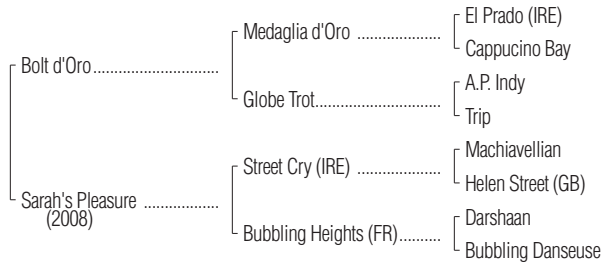 El Prado (IRE)
Medaglia d'Oro ..................
Cappucino Bay
Bolt d'Oro...........................
A.P. Indy
Globe Trot...........................
Trip
Machiavellian
Street Cry (IRE) ..................
Helen Street (GB)
Sarah's Pleasure ................
(2008)
Darshaan
Bubbling Heights (FR).........
Bubbling Danseuse